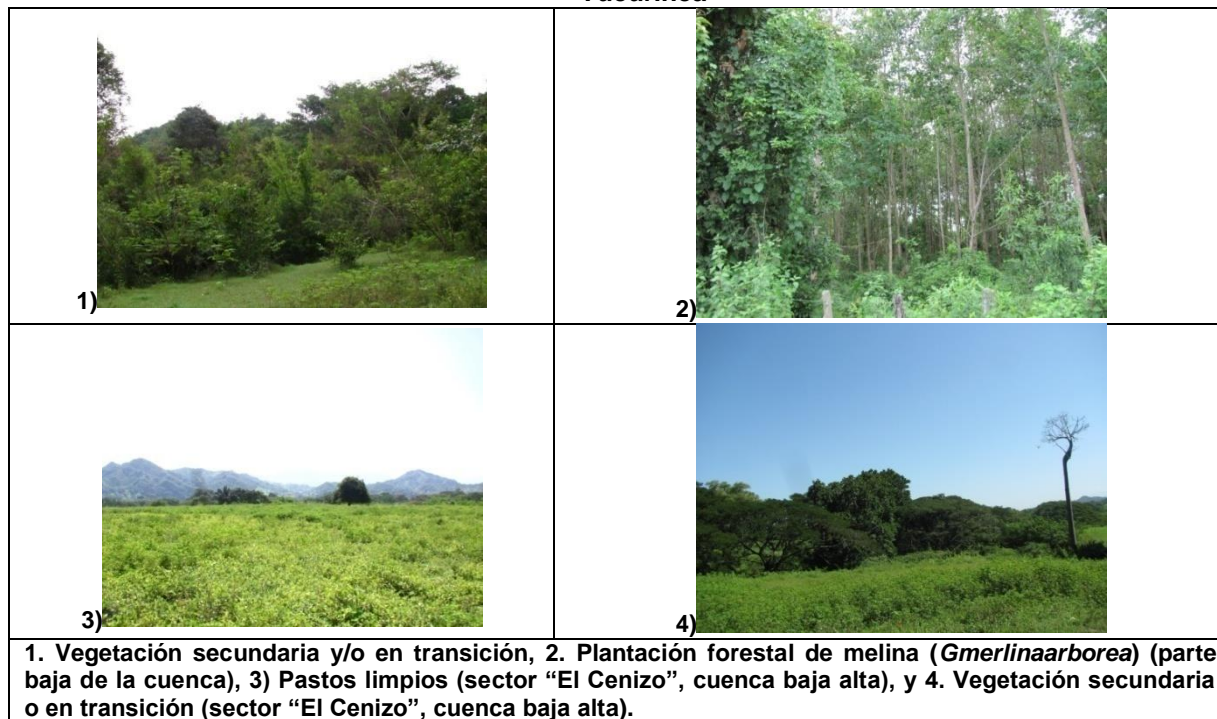 1)
2)
3)
4)
1. Vegetación secundaria y/o en transición, 2. Plantación forestal de melina (Gmerlinaarborea) (parte
baja de la cuenca), 3) Pastos limpios (sector “El Cenizo”, cuenca baja alta), y 4. Vegetación secundaria
o en transición (sector “El Cenizo”, cuenca baja alta).